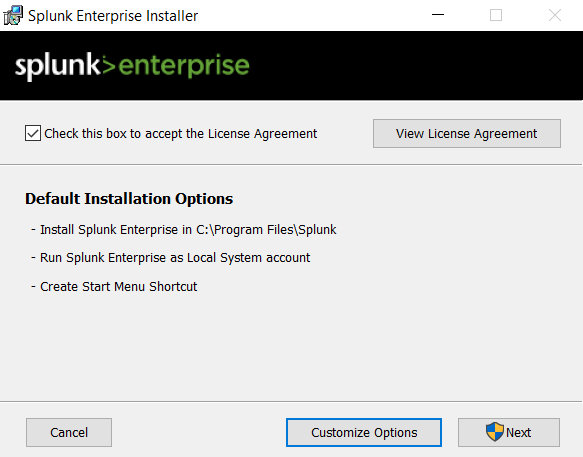 Splunk Enterprise Installer
splunk>enterprise
Check this box to accept the License Agreement
View License Agreement
Default Installation Options
- Install Splunk Enterprise in C:\Program Files\Splunk
- Run Splunk Enterprise as Local System account
- Create Start Menu Shortcut
Cancel
Customize Options
Next